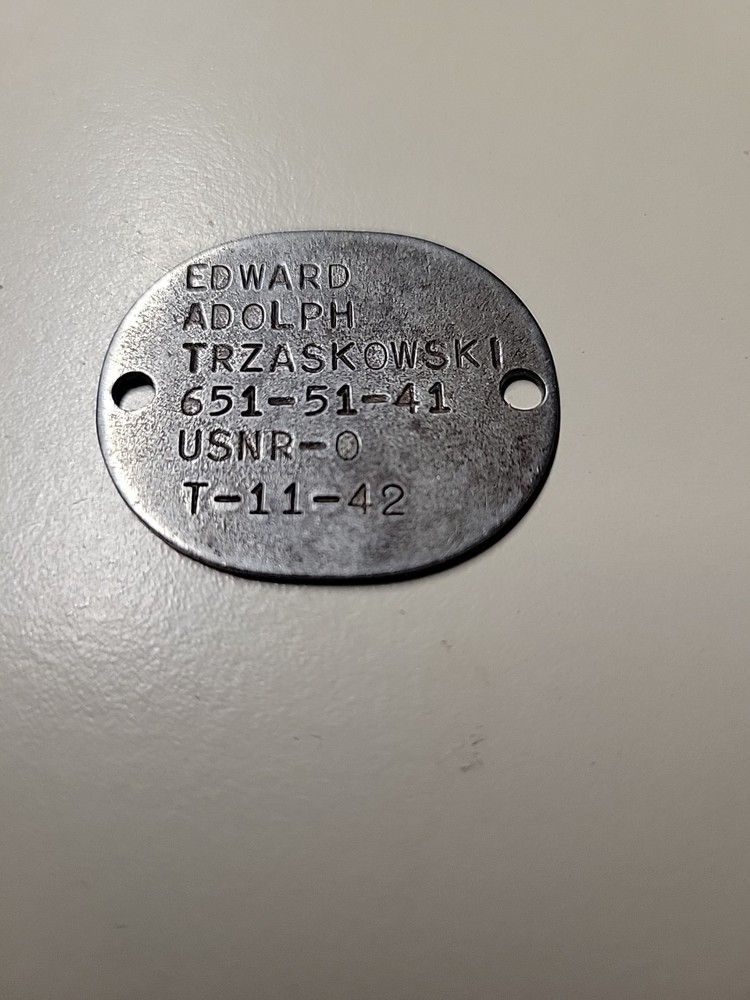 EDWARD
ADOLPH
TRZASKOWSKI
651-51-41
USNR-O
T-11-42